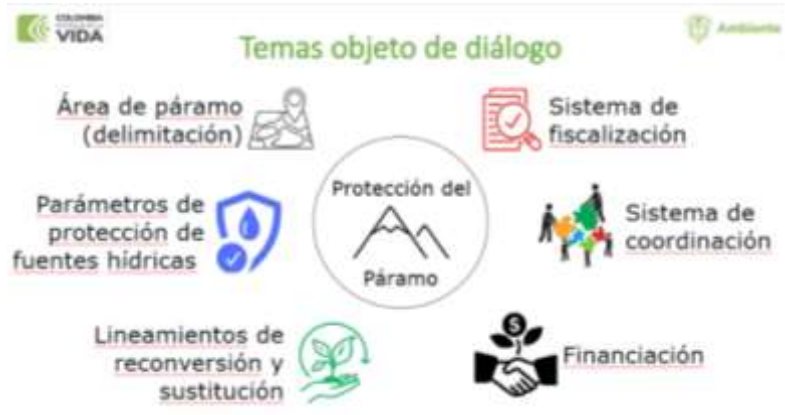 COLOMBIA
VIDA
Ambiente
Temas objeto de diálogo
Área de páramo
(delimitación)
Parámetros de
protección de
fuentes hídricas
Lineamientos de
reconversión y
sustitución
Protección del
Páramo
Sistema de
fiscalización
Sistema de
coordinación
$
Financiación